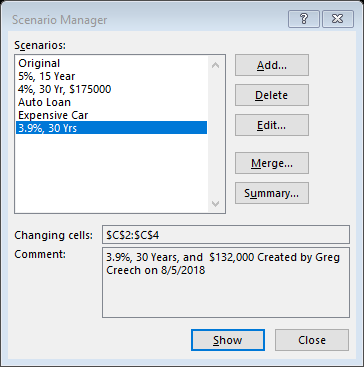 Scenario Manager
Scenarios:
Original
5%, 15 Year
4%, 30 Yr, $175000
Auto Loan
Expensive Car
3.9%, 30 Yrs
Add...
Delete
Edit...
Merge...
Summary...
Changing cells: $C$2:$C$4
Comment: 3.9%, 30 Years, and  $132,000 Created by Greg
Creech on 8/5/2018
Show Close